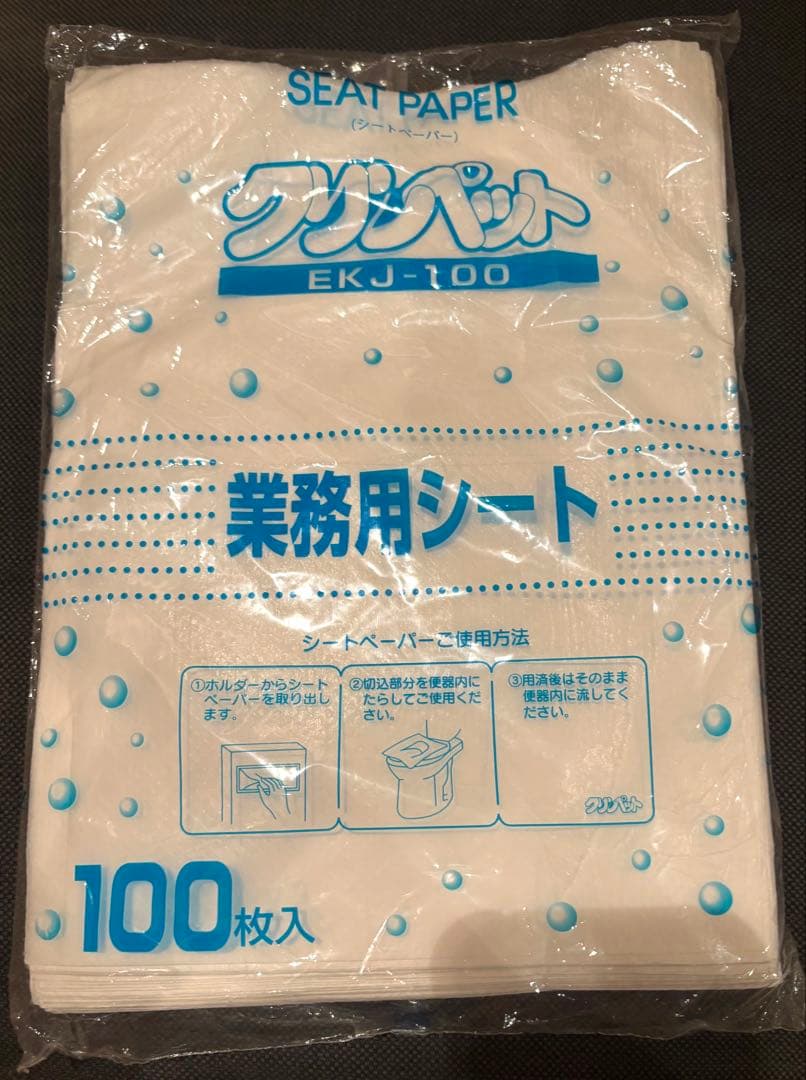 SEAT PAPER
(シートペーパー)
クリンペット
EKJ-100
業務用シート
シートペーパーご使用方法
①ホルダーからシート
ペーパーを取り出し
ます。
②切込部分を便器内に
たらしてご使用くだ
さい。
③用済後はそのまま
便器内に流してく
ださい。
クリンペット
100枚入